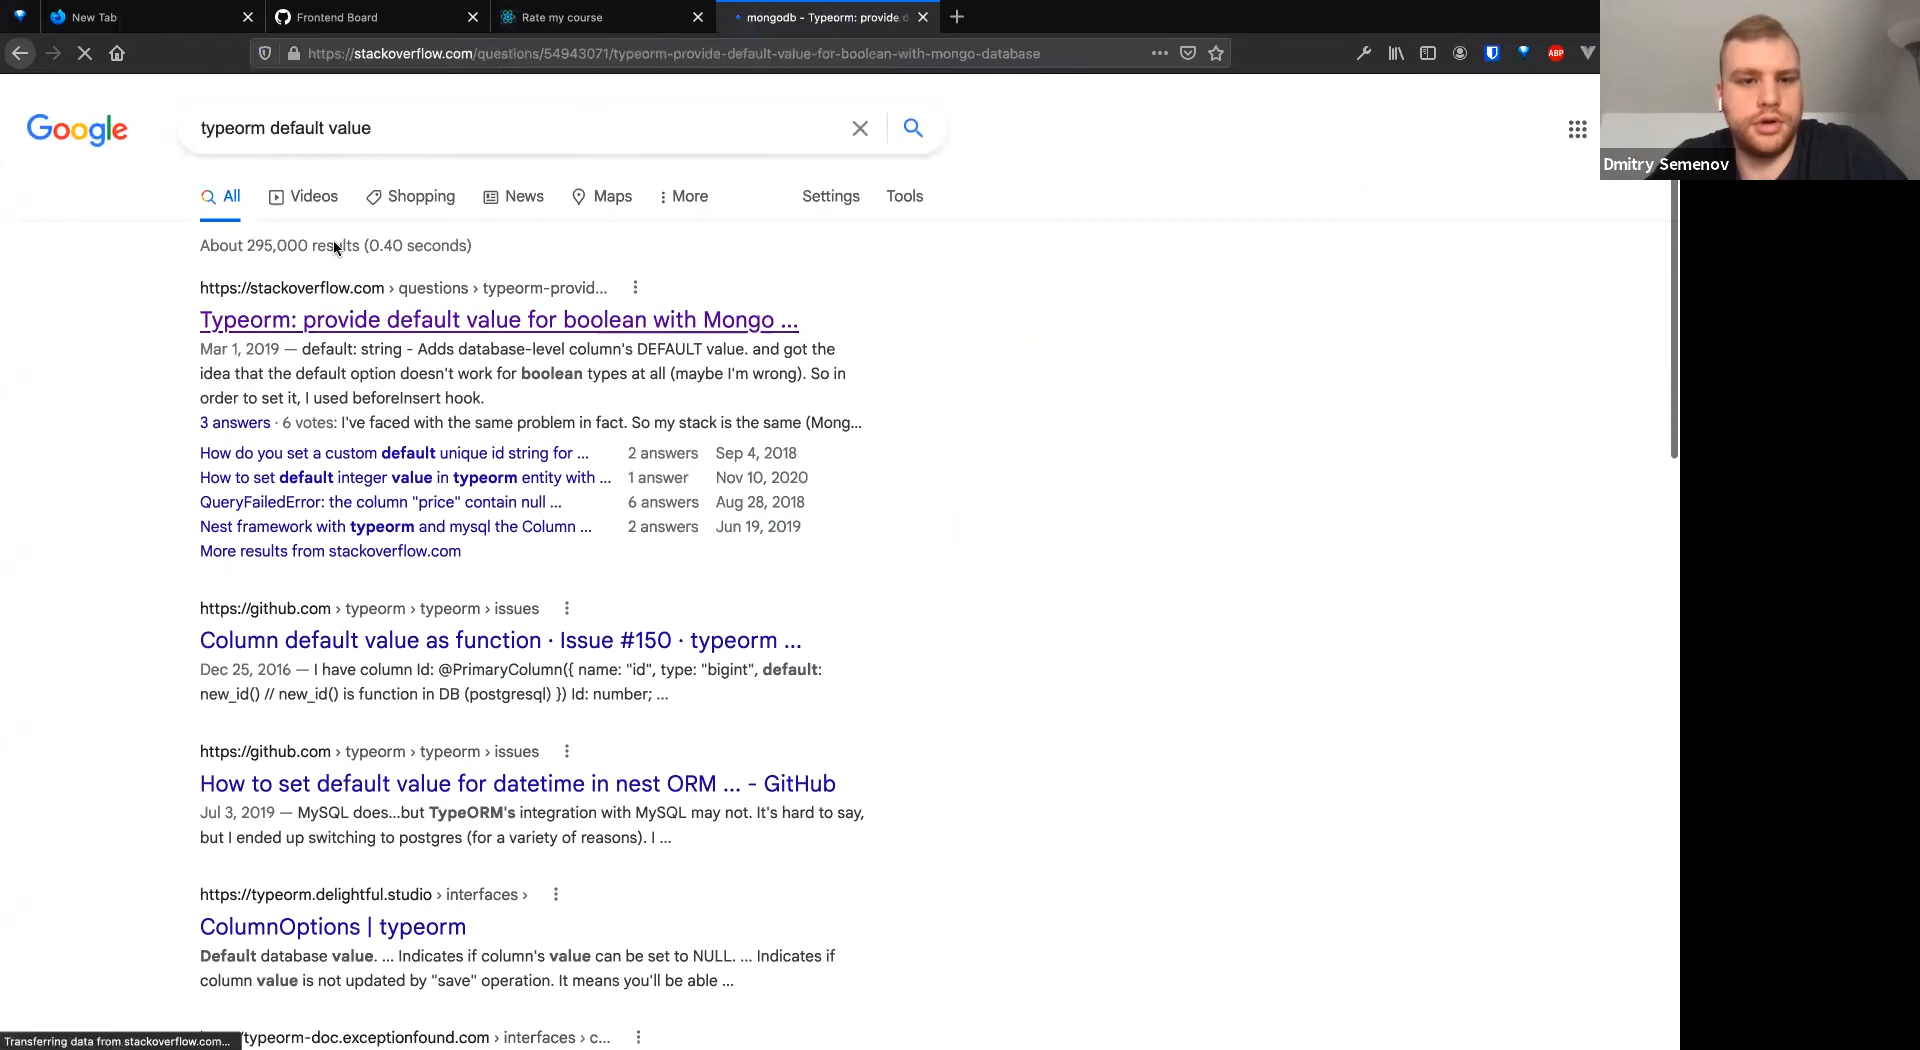 New Tab
Frontend Board
Rate my course
mongodb - Typeorm: provide d
https://stackoverflow.com/questions/54943071/typeorm-provide-default-value-for-boolean-with-mongo-database
ABP
Google
typeorm default value
Dmitry Semenov
All
Videos
Shopping
News
Maps
More
Settings
Tools
About 295,000 results (0.40 seconds)
https://stackoverflow.com › questions › typeorm-provid...
Typeorm: provide default value for boolean with Mongo ...
Mar 1, 2019 — default: string - Adds database-level column's DEFAULT value. and got the
idea that the default option doesn't work for boolean types at all (maybe I'm wrong). So in
order to set it, I used beforeInsert hook.
3 answers · 6 votes: I've faced with the same problem in fact. So my stack is the same (Mong...
How do you set a custom default unique id string for ... 2 answers Sep 4, 2018
How to set default integer value in typeorm entity with ... 1 answer Nov 10, 2020
QueryFailedError: the column "price" contain null ... 6 answers Aug 28, 2018
Nest framework with typeorm and mysql the Column ... 2 answers Jun 19, 2019
More results from stackoverflow.com
https://github.com › typeorm › typeorm › issues
Column default value as function · Issue #150 · typeorm ...
Dec 25, 2016 — I have column Id: @PrimaryColumn({ name: "id", type: "bigint", default:
new_id() // new_id() is function in DB (postgresql) }) Id: number; ...
https://github.com › typeorm › typeorm › issues
How to set default value for datetime in nest ORM ... - GitHub
Jul 3, 2019 — MySQL does...but TypeORM's integration with MySQL may not. It's hard to say,
but I ended up switching to postgres (for a variety of reasons). I ...
https://typeorm.delightful.studio › interfaces ›
ColumnOptions | typeorm
Default database value. ... Indicates if column's value can be set to NULL. ... Indicates if
column value is not updated by "save" operation. It means you'll be able ...
/typeorm-doc.exceptionfound.com › interfaces › c...
Transferring data from stackoverflow.com...